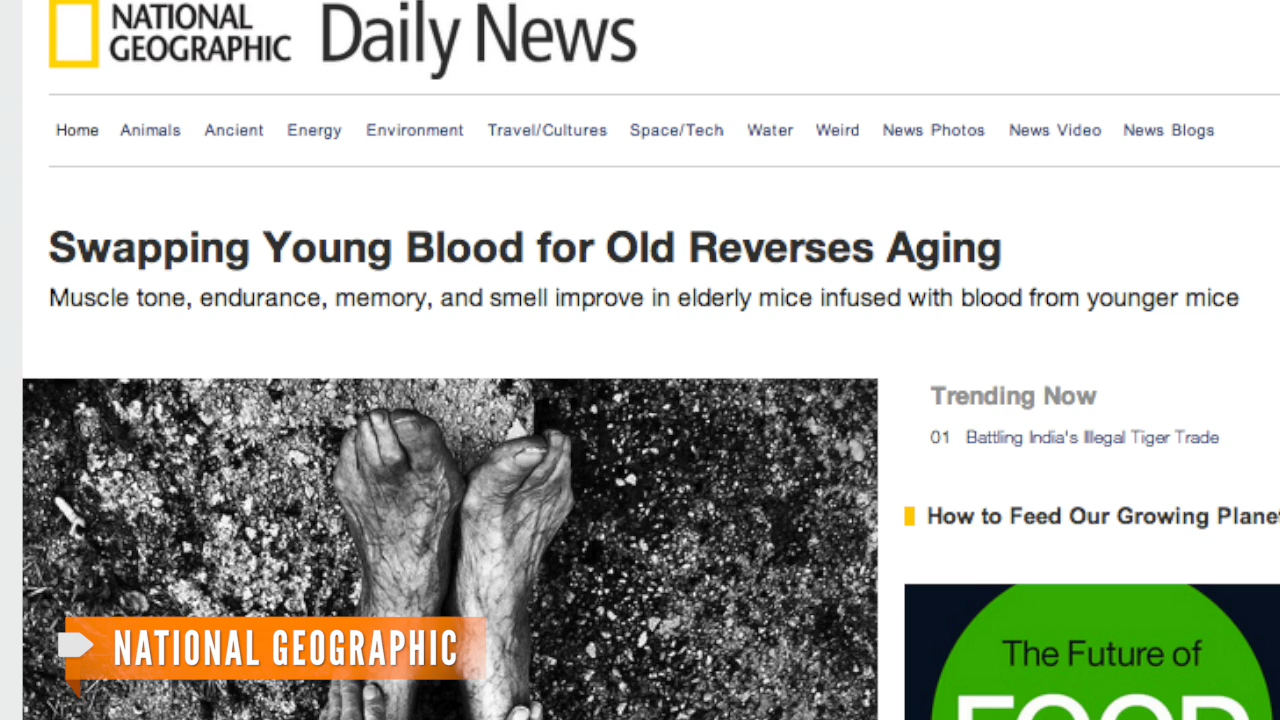 NATIONAL
GEOGRAPHIC
Daily News
Home Animals Ancient Energy Environment Travel/Cultures Space/Tech Water Weird News Photos News Video News Blogs
Swapping Young Blood for Old Reverses Aging
Muscle tone, endurance, memory, and smell improve in elderly mice infused with blood from younger mice
Trending Now
01 Battling India's Illegal Tiger Trade
How to Feed Our Growing Planet
The Future of
FOOD
NATIONAL GEOGRAPHIC